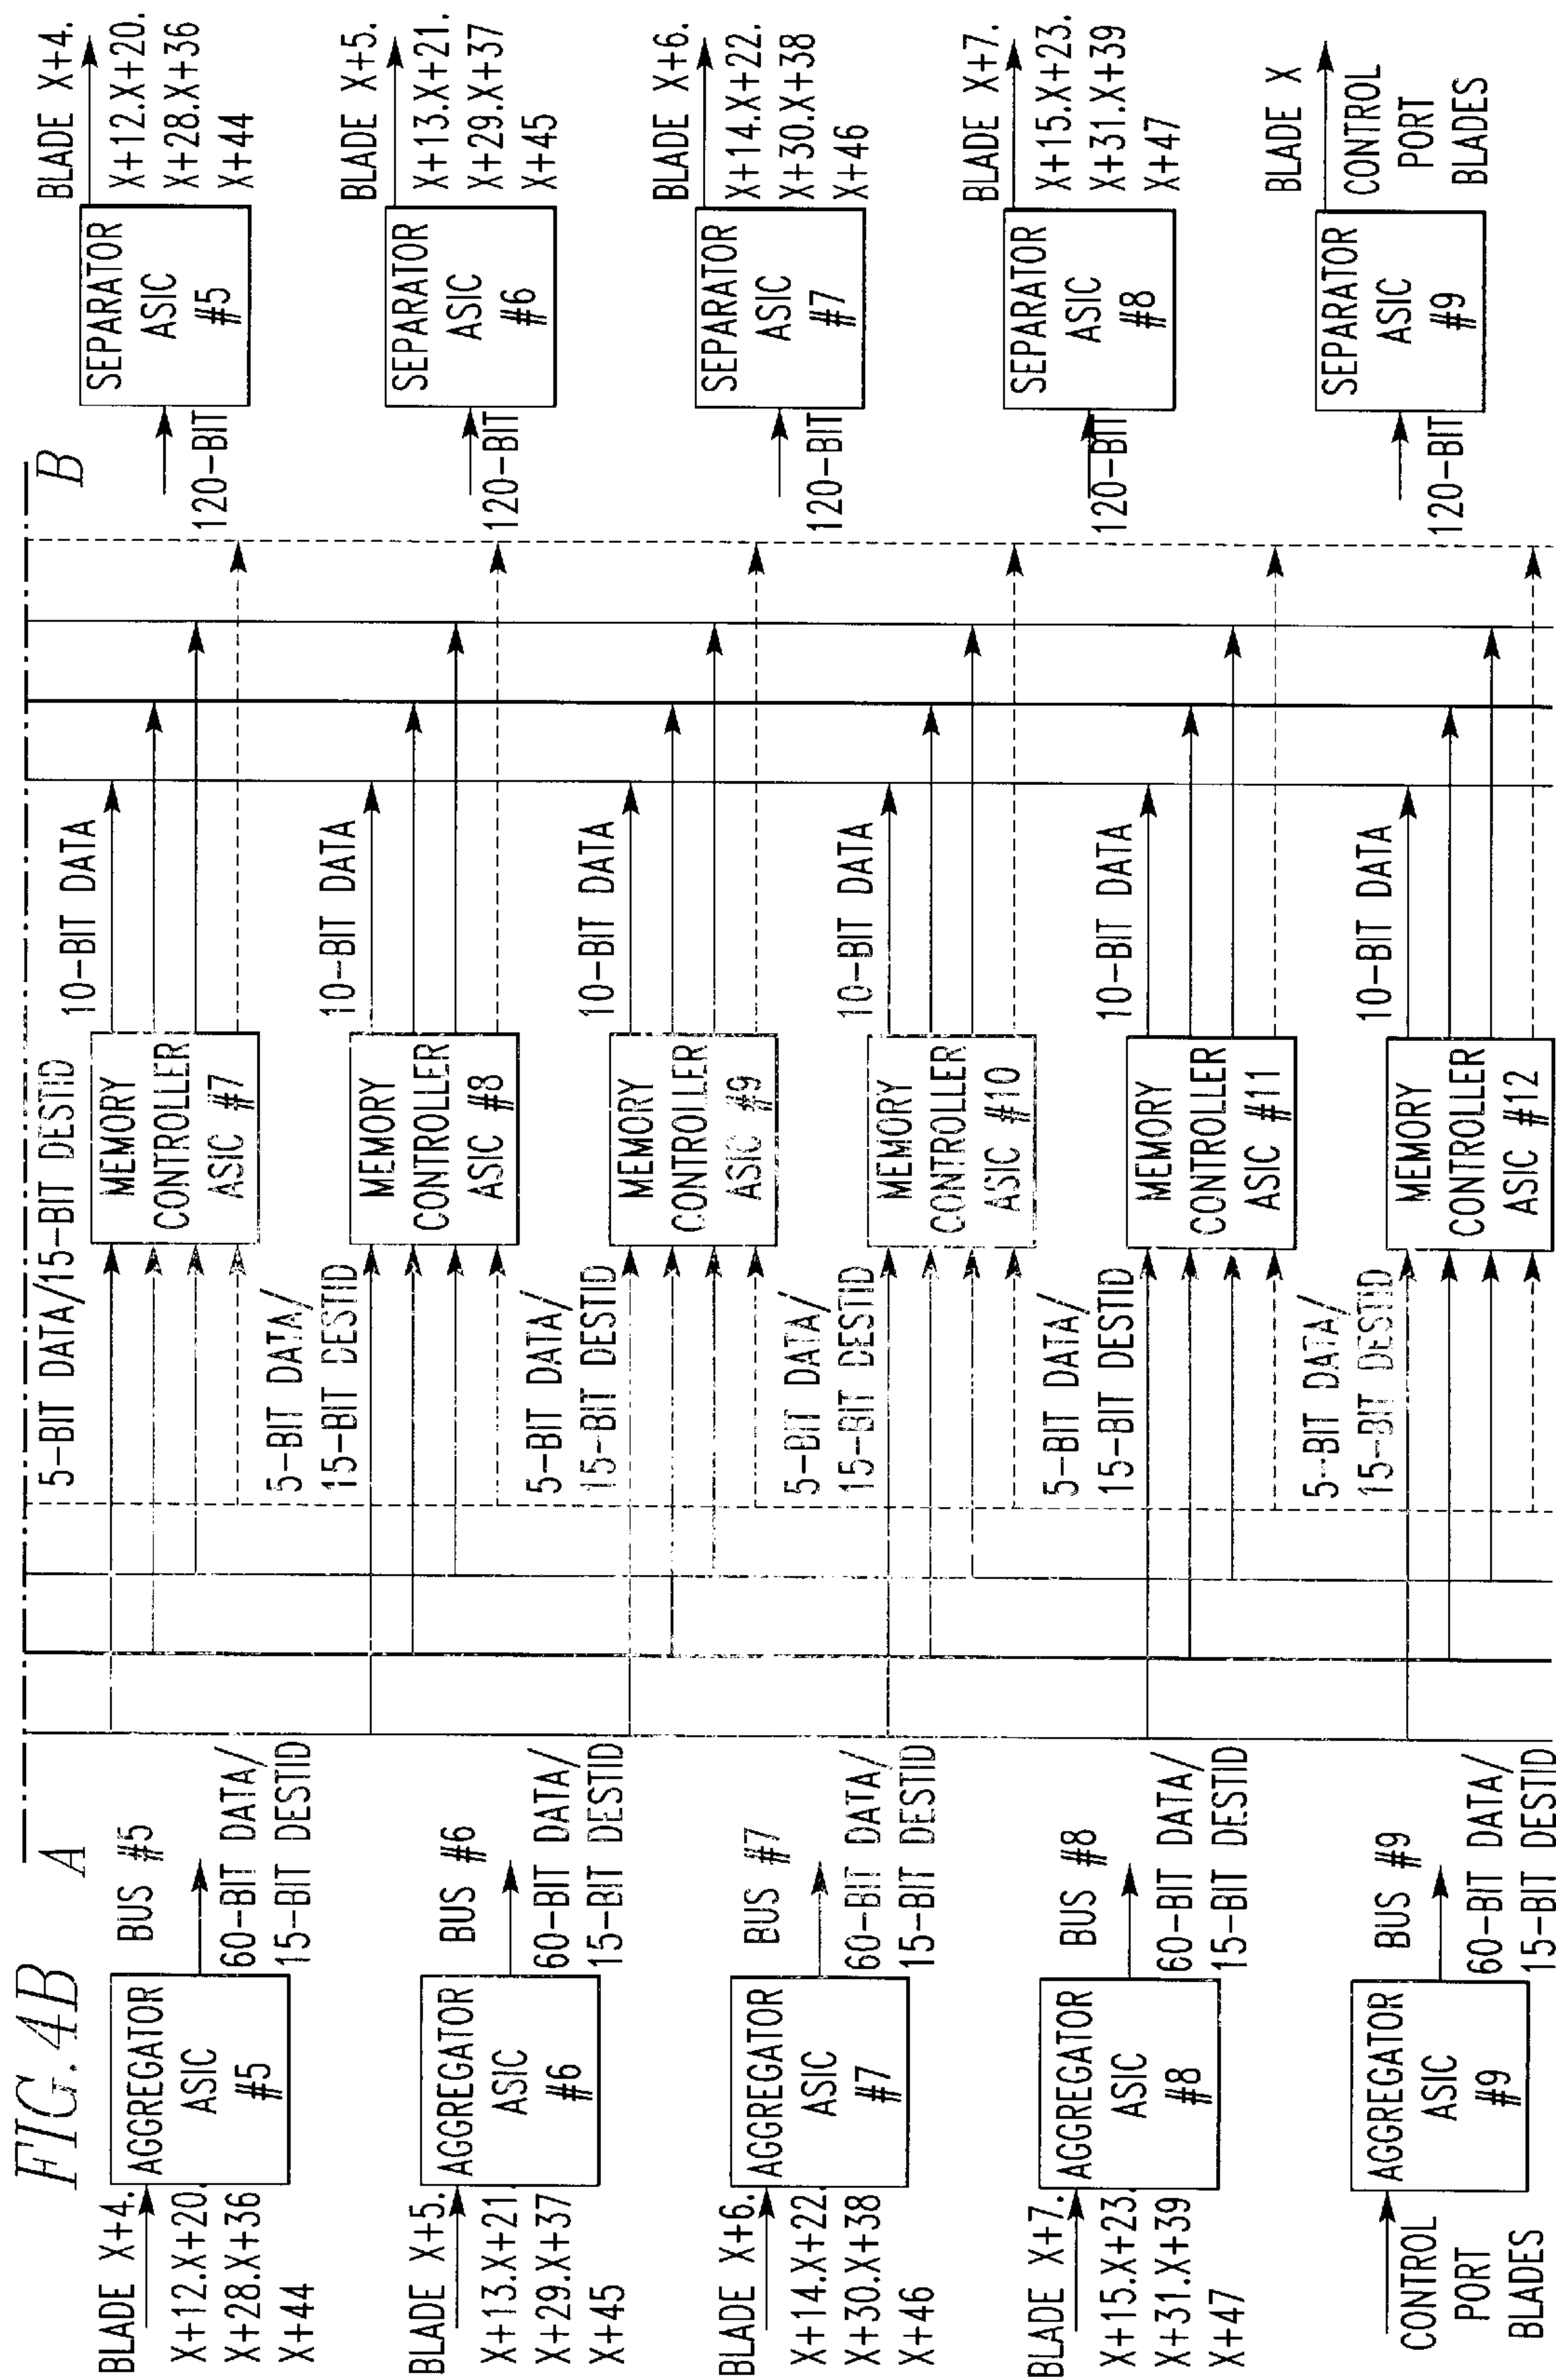 FIG. 4B
A
B
BLADE X+4.
X+12.X+20.
X+28.X+36
X+44
AGGREGATOR
ASIC
#5
BUS #5
60-BIT DATA/
15-BIT DESTID
BLADE X+5.
X+13.X+21
X+29.X+37
X+45
AGGREGATOR
ASIC
#6
BUS #6
60-BIT DATA/
15-BIT DESTID
BLADE X+6.
X+14.X+22.
X+30.X+38
X+46
AGGREGATOR
ASIC
#7
BUS #7
60-BIT DATA/
15-BIT DESTID
BLADE X+7.
X+15.X+23.
X+31.X+39
X+47
AGGREGATOR
ASIC
#8
BUS #8
60-BIT DATA/
15-BIT DESTID
CONTROL
PORT
BLADES
AGGREGATOR
ASIC
#9
BUS #9
60-BIT DATA/
15-BIT DESTID
5-BIT DATA/15-BIT DESTID
MEMORY
CONTROLLER
ASIC #7
10-BIT DATA
5-BIT DATA/
15-BIT DESTID
MEMORY
CONTROLLER
ASIC #8
10-BIT DATA
5-BIT DATA/
15-BIT DESTID
MEMORY
CONTROLLER
ASIC #9
10-BIT DATA
5-BIT DATA/
15-BIT DESTID
MEMORY
CONTROLLER
ASIC #10
10-BIT DATA
5-BIT DATA/
15-BIT DESTID
MEMORY
CONTROLLER
ASIC #11
10-BIT DATA
5-BIT DATA/
15-BIT DESTID
MEMORY
CONTROLLER
ASIC #12
10-BIT DATA
120-BIT
SEPARATOR
ASIC
#5
BLADE X+4.
X+12.X+20.
X+28.X+36
X+44
120-BIT
SEPARATOR
ASIC
#6
BLADE X+5.
X+13.X+21.
X+29.X+37
X+45
120-BIT
SEPARATOR
ASIC
#7
BLADE X+6.
X+14.X+22.
X+30.X+38
X+46
120-BIT
SEPARATOR
ASIC
#8
BLADE X+7.
X+15.X+23.
X+31.X+39
X+47
120-BIT
SEPARATOR
ASIC
#9
BLADE X
CONTROL
PORT
BLADES